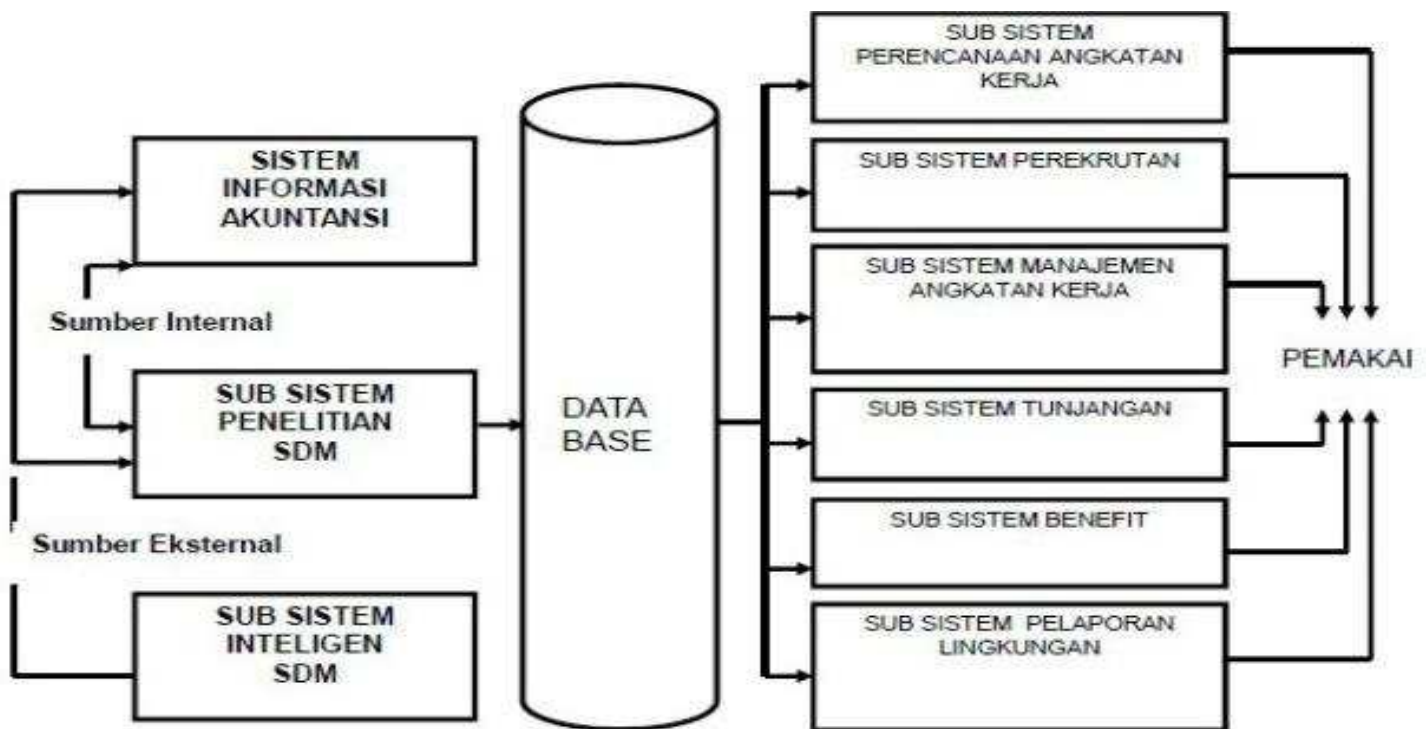 SISTEM
INFORMASI
AKUNTANSI
Sumber Internal
SUB SISTEM
PENELITIAN
SDM
Sumber Eksternal
SUB SISTEM
INTELIGEN
SDM
DATA
BASE
SUB SISTEM
PERENCANAAN ANGKATAN
KERJA
SUB SISTEM PEREKRUTAN
SUB SISTEM MANAJEMEN
ANGKATAN KERJA
SUB SISTEM TUNJANGAN
SUB SISTEM BENEFIT
SUB SISTEM PELAPORAN
LINGKUNGAN
PEMAKAI